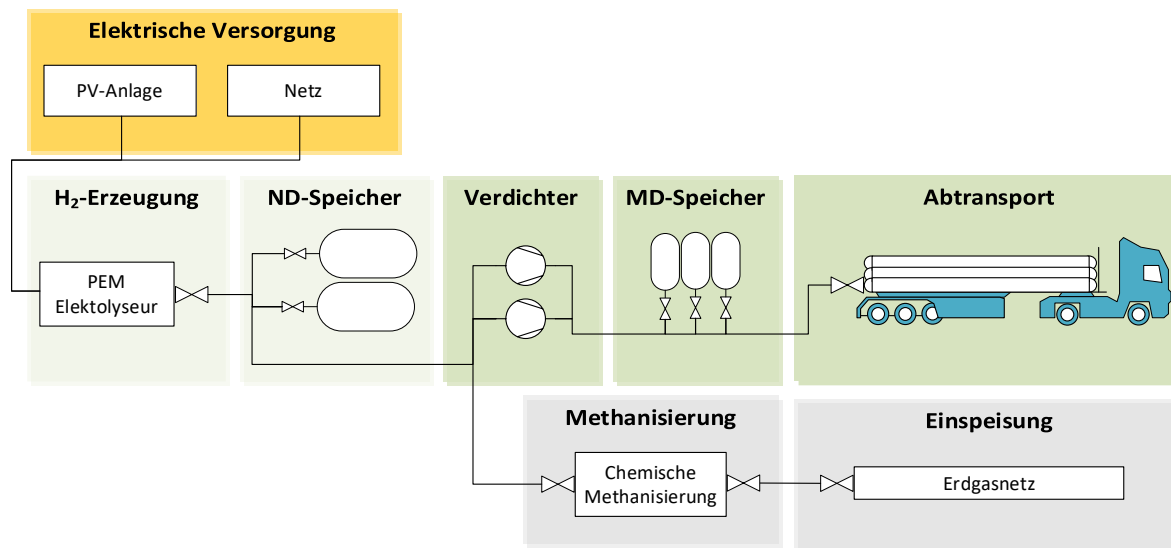 Elektrische Versorgung
PV-Anlage
Netz
H₂-Erzeugung
ND-Speicher
Verdichter
MD-Speicher
Abtransport
PEM
Elektolyseur
Methanisierung
Einspeisung
Chemische
Methanisierung
Erdgasnetz